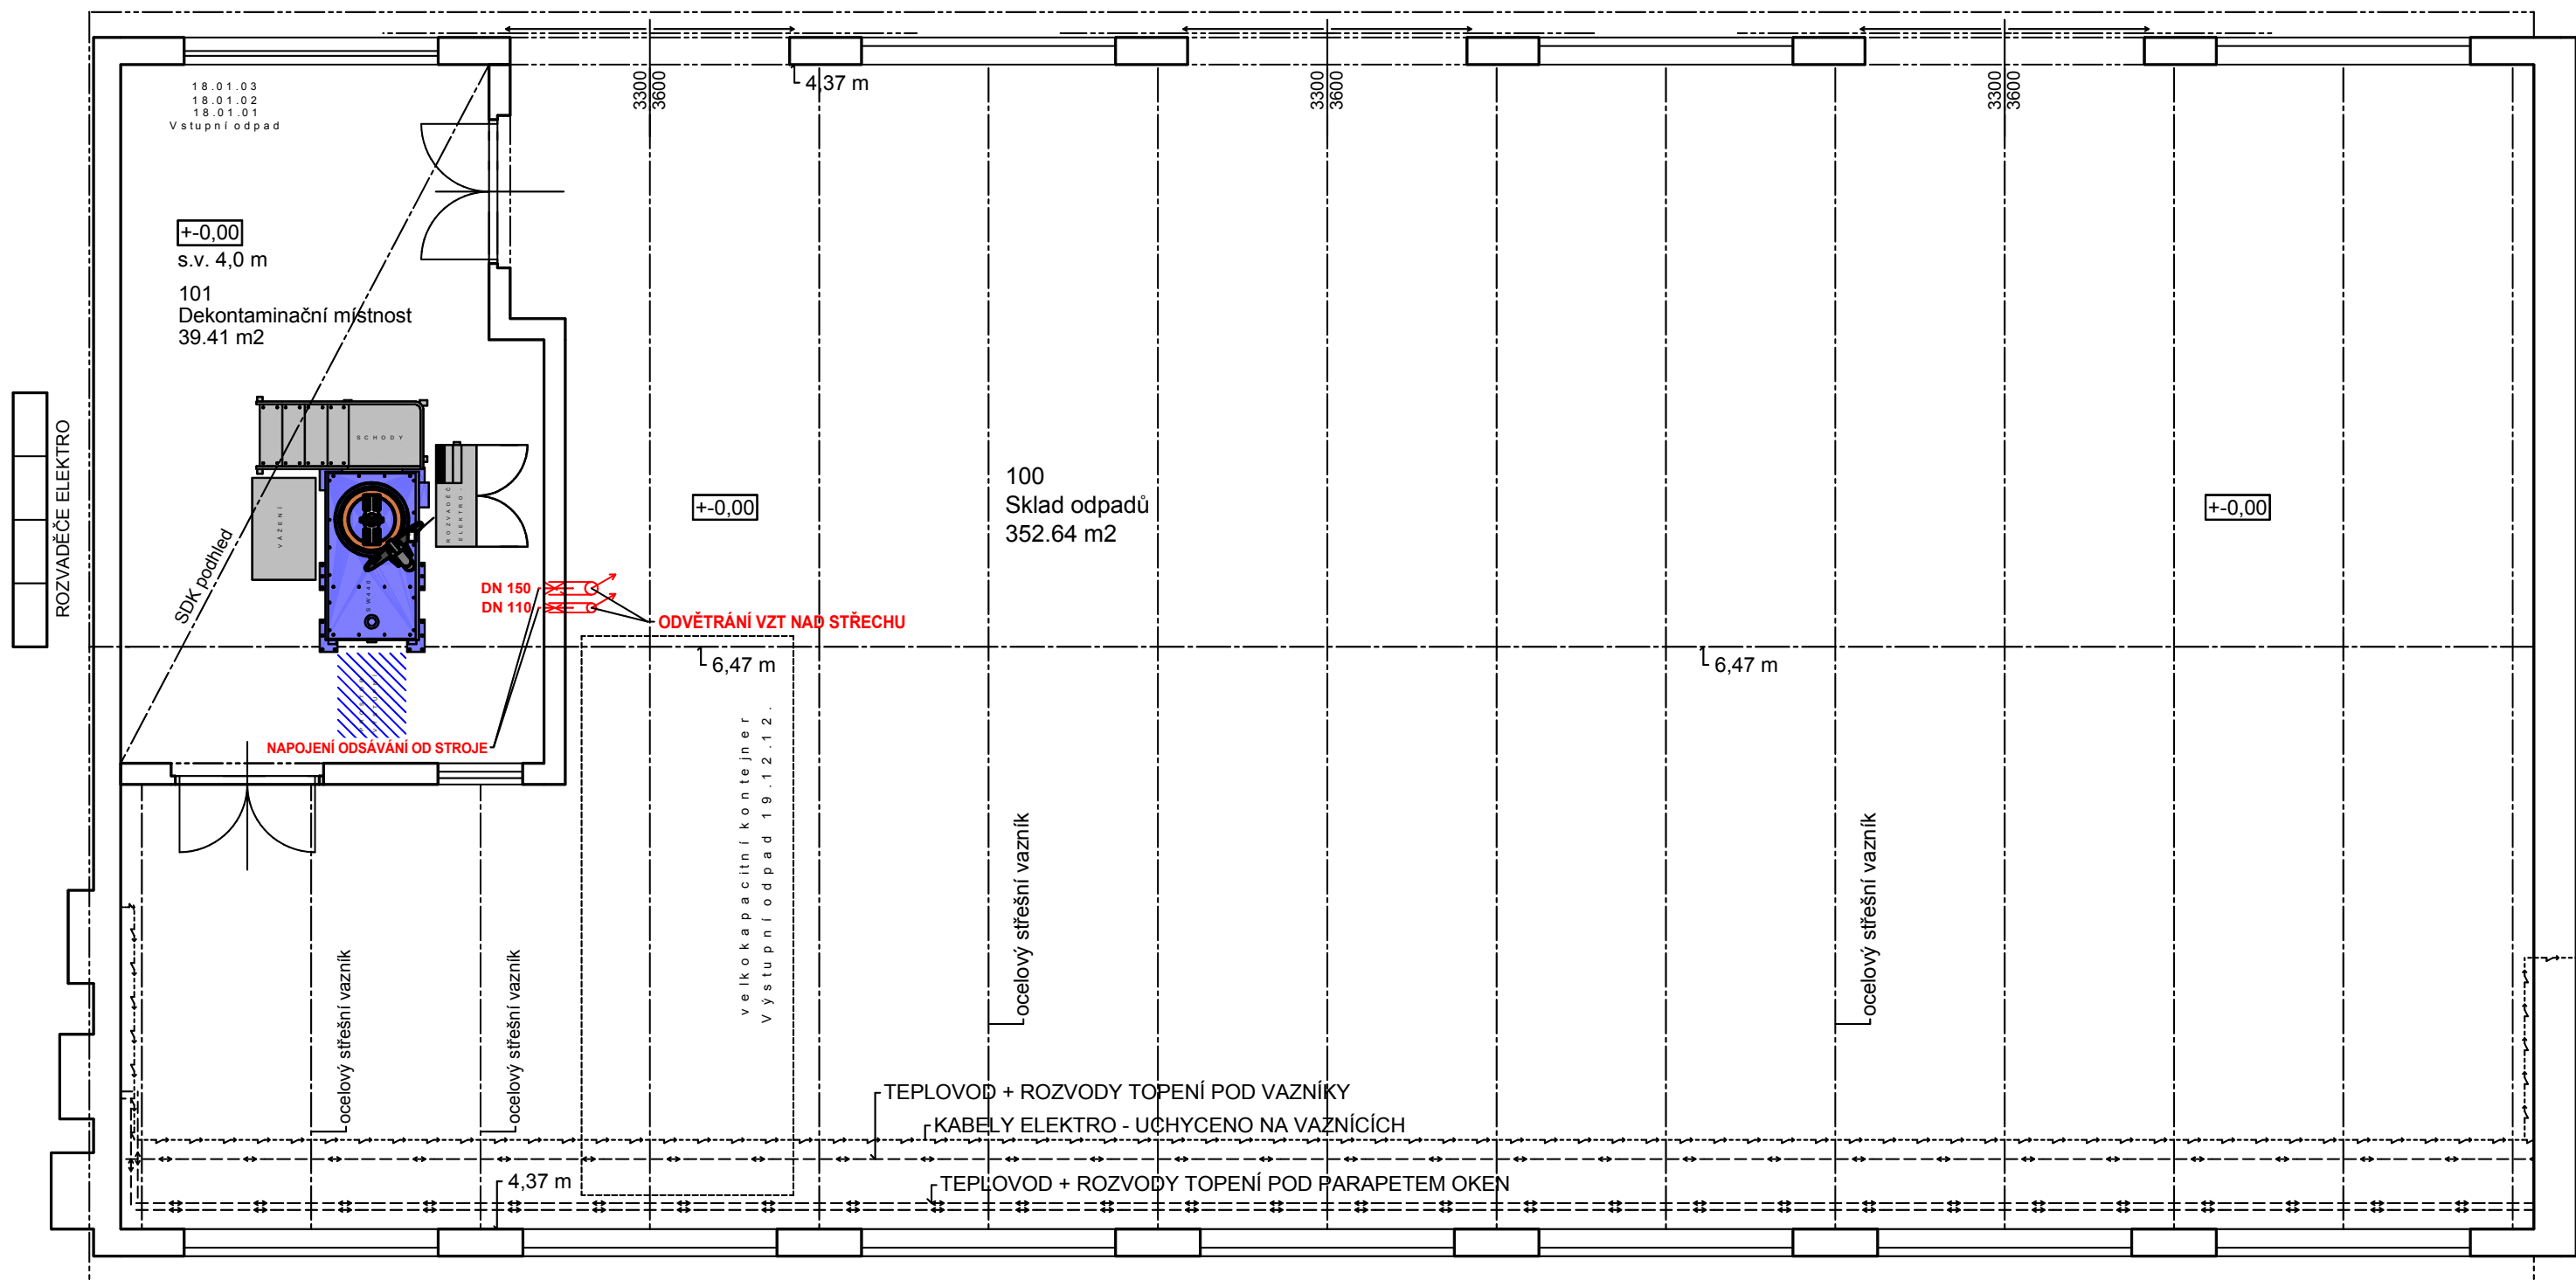 18.01.03
18.01.02
18.01.01
Vstupní odpad
3300
3600
4,37 m
3300
3600
3300
3600
+-0,00
s.v. 4,0 m
101
Dekontaminační místnost
39.41 m2
ROZVADĚČE ELEKTRO
SDK podhled
SCHODY
VÁŽENÍ
ROZVADĚČ
ELEKTRO-
SW440
DN 150
DN 110
ODVĚTRÁNÍ VZT NAD STŘECHU
NAPOJENÍ ODSÁVÁNÍ OD STROJE
+-0,00
100
Sklad odpadů
352.64 m2
+-0,00
6,47 m
6,47 m
velkokapacitní kontejner
Výstupní odpad 19.12.12.
ocelový střešní vazník
ocelový střešní vazník
ocelový střešní vazník
ocelový střešní vazník
TEPLOVOD + ROZVODY TOPENÍ POD VAZNÍKY
KABELY ELEKTRO - UCHYCENO NA VAZNÍCÍCH
4,37 m
TEPLOVOD + ROZVODY TOPENÍ POD PARAPETEM OKEN